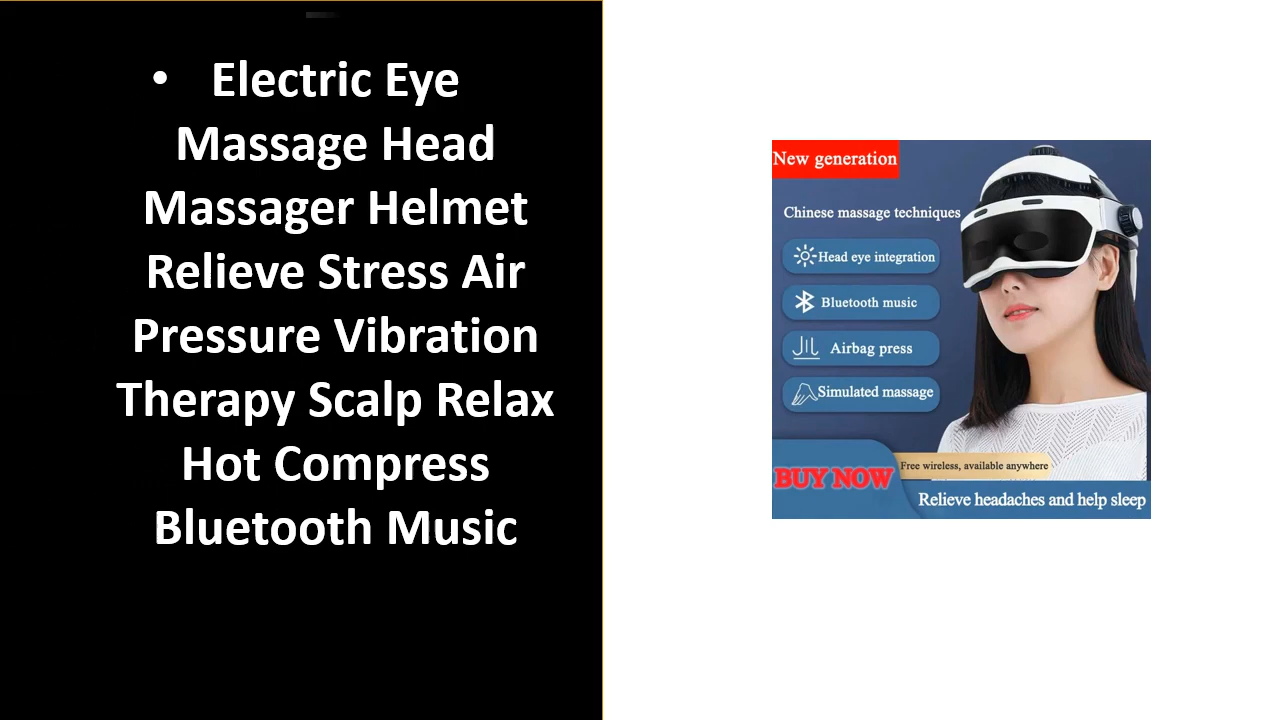 • Electric Eye
Massage Head
Massager Helmet
Relieve Stress Air
Pressure Vibration
Therapy Scalp Relax
Hot Compress
Bluetooth Music
New generation
Chinese massage techniques
Head eye integration
Bluetooth music
Airbag press
Simulated massage
BUY NOW
Free wireless, available anywhere
Relieve headaches and help sleep